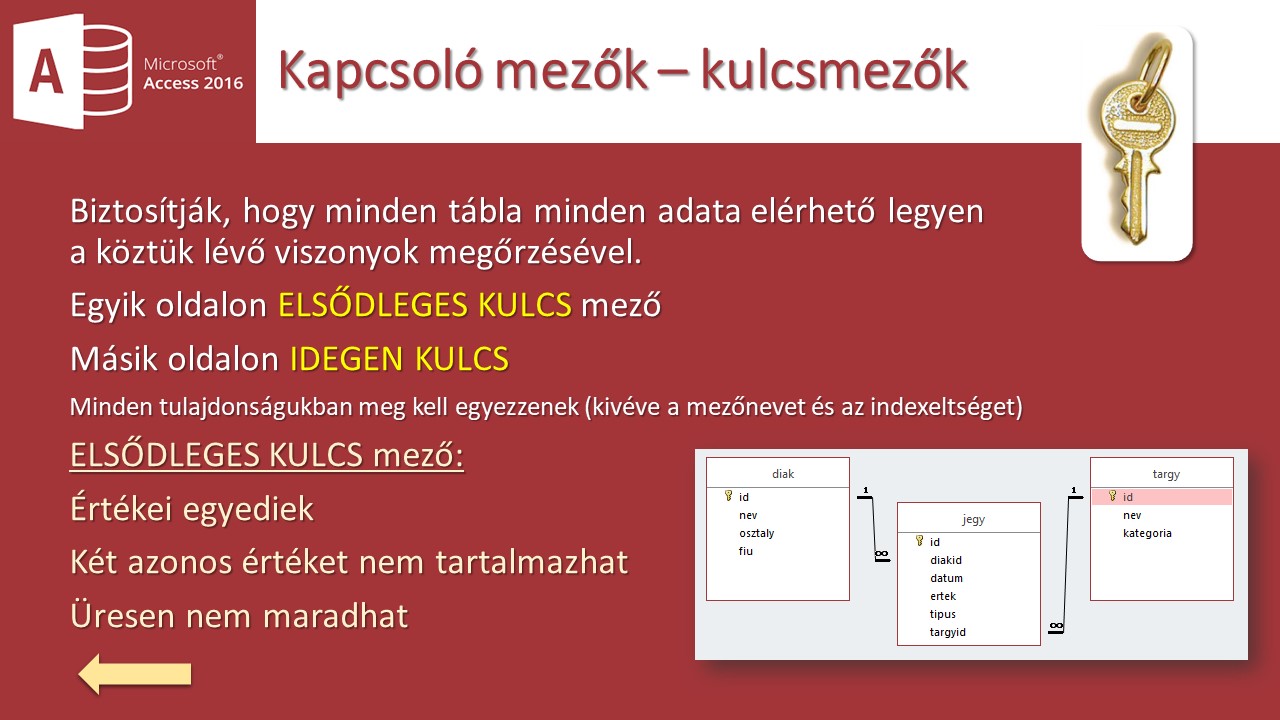 Microsoft®
Access 2016
A
Kapcsoló mezők – kulcsmezők
Biztosítják, hogy minden tábla minden adata elérhető legyen
a köztük lévő viszonyok megőrzésével.
Egyik oldalon ELSŐDLEGES KULCS mező
Másik oldalon IDEGEN KULCS
Minden tulajdonságukban meg kell egyezzenek (kivéve a mezőnevet és az indexeltséget)
ELSŐDLEGES KULCS mező:
Értékei egyediek
Két azonos értéket nem tartalmazhat
Üresen nem maradhat
diak
id
nev
osztaly
fiu
1
∞
jegy
id
diakid
datum
ertek
tipus
targyid
1
∞
targy
id
nev
kategoria